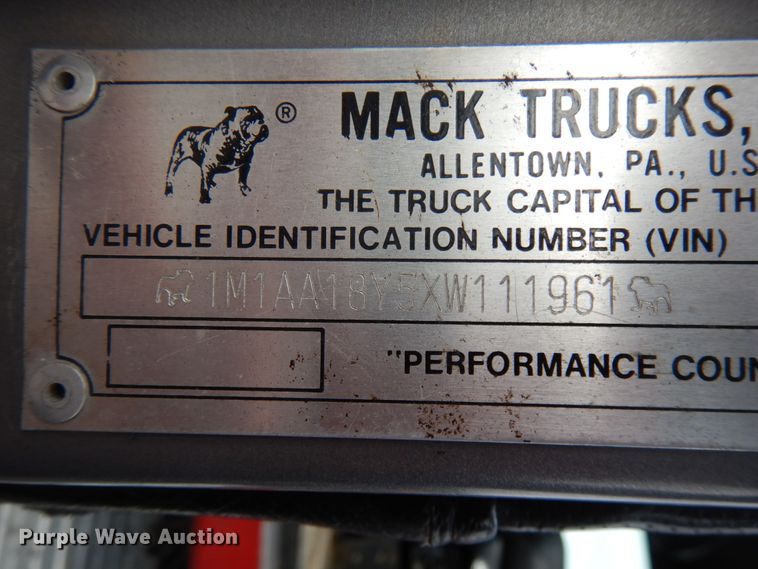 ® MACK TRUCKS,
ALLENTOWN, PA., U.S
THE TRUCK CAPITAL OF TH
VEHICLE IDENTIFICATION NUMBER (VIN)
1M1AA18Y5XW111961
"PERFORMANCE COUN
Purple Wave Auction